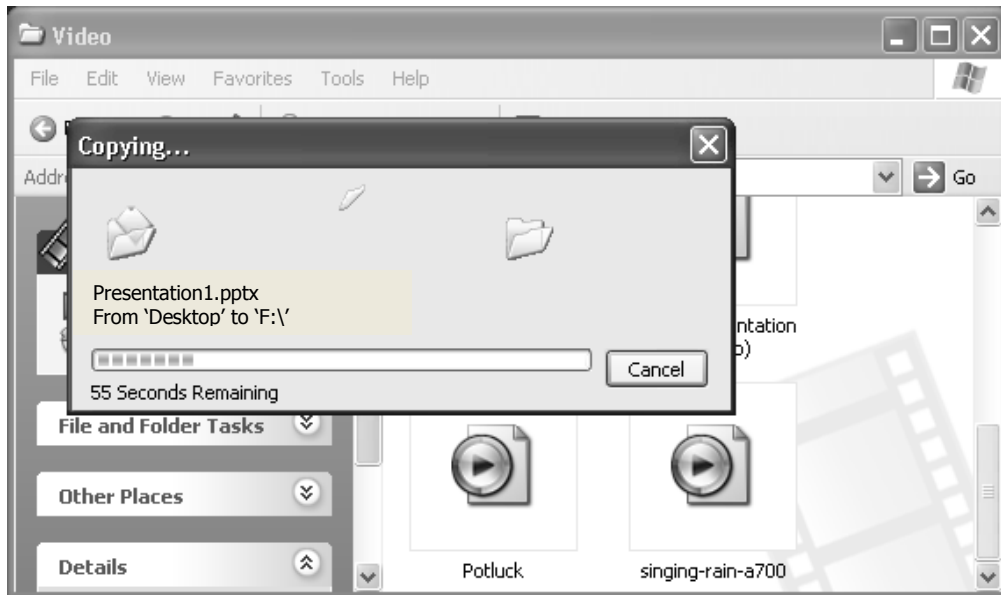 Video
File Edit View Favorites Tools Help
Copying...
Addre
Go
Presentation1.pptx
From ‘Desktop’ to ‘F:\’
ntation
Cancel
55 Seconds Remaining
File and Folder Tasks
Other Places
Details
Potluck
singing-rain-a700